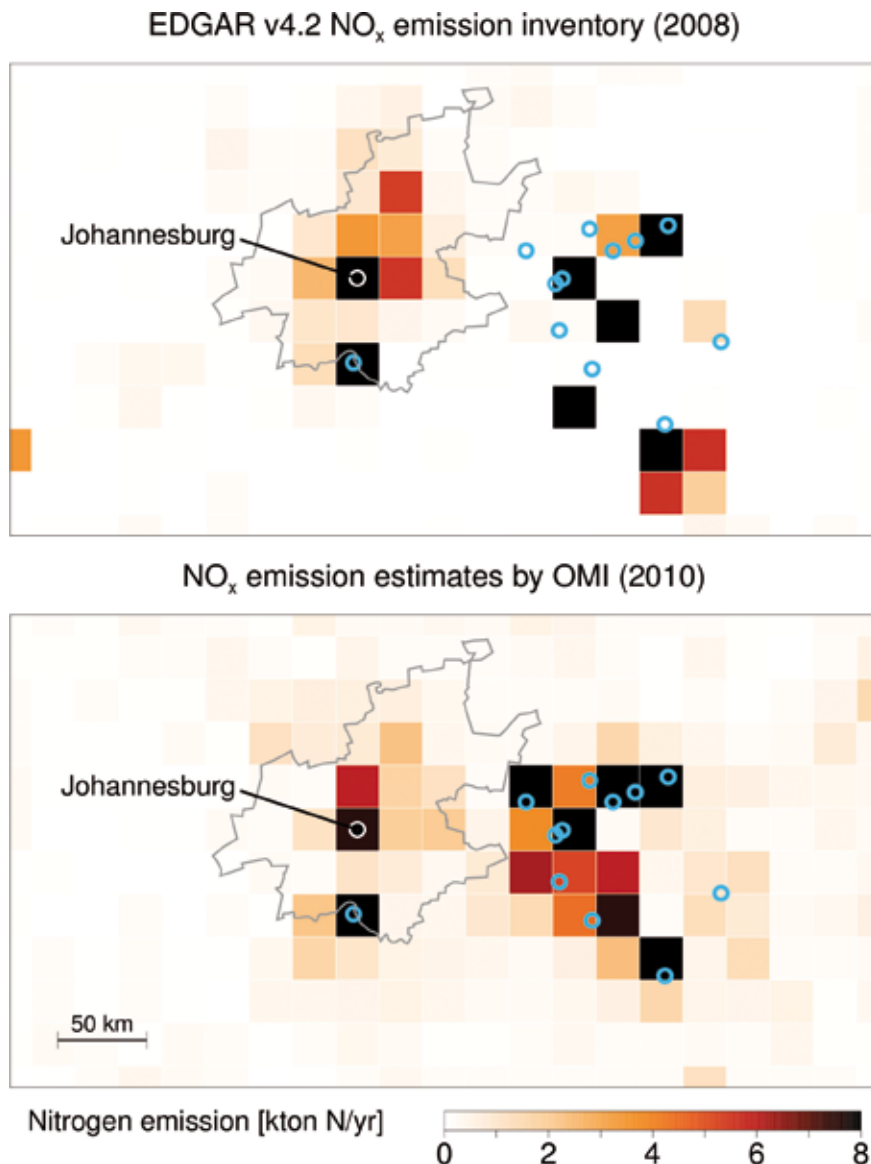 EDGAR v4.2 NOx emission inventory (2008)
Johannesburg
NOx emission estimates by OMI (2010)
Johannesburg
50 km
Nitrogen emission [kton N/yr]
0 2 4 6 8